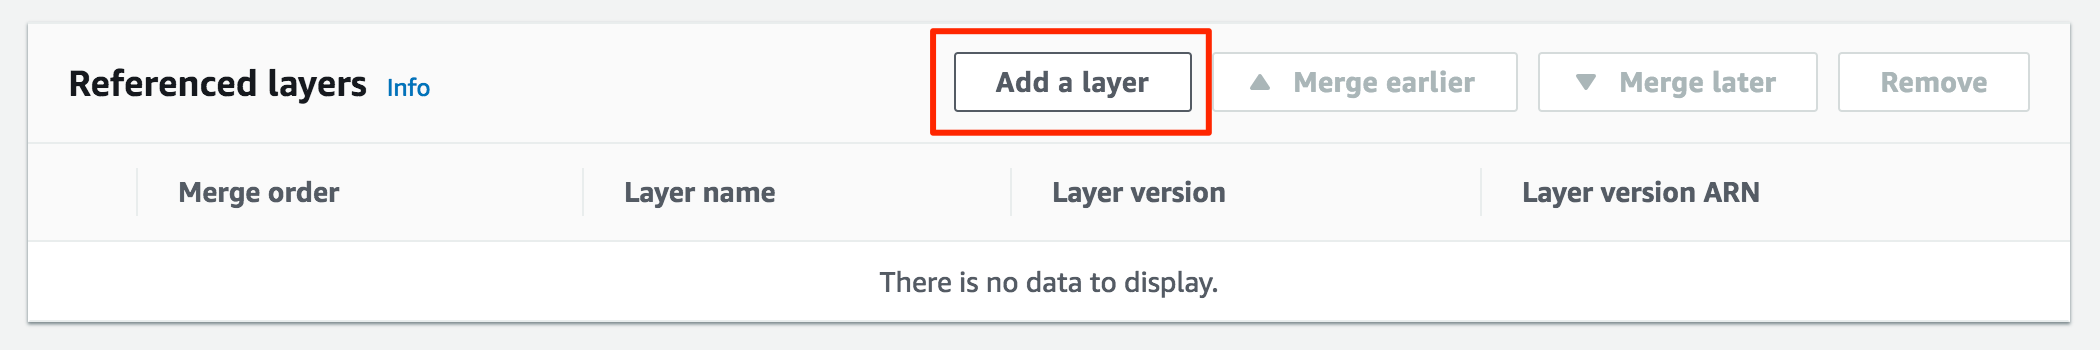 Referenced layers Info
Add a layer
Merge earlier
Merge later
Remove
Merge order
Layer name
Layer version
Layer version ARN
There is no data to display.